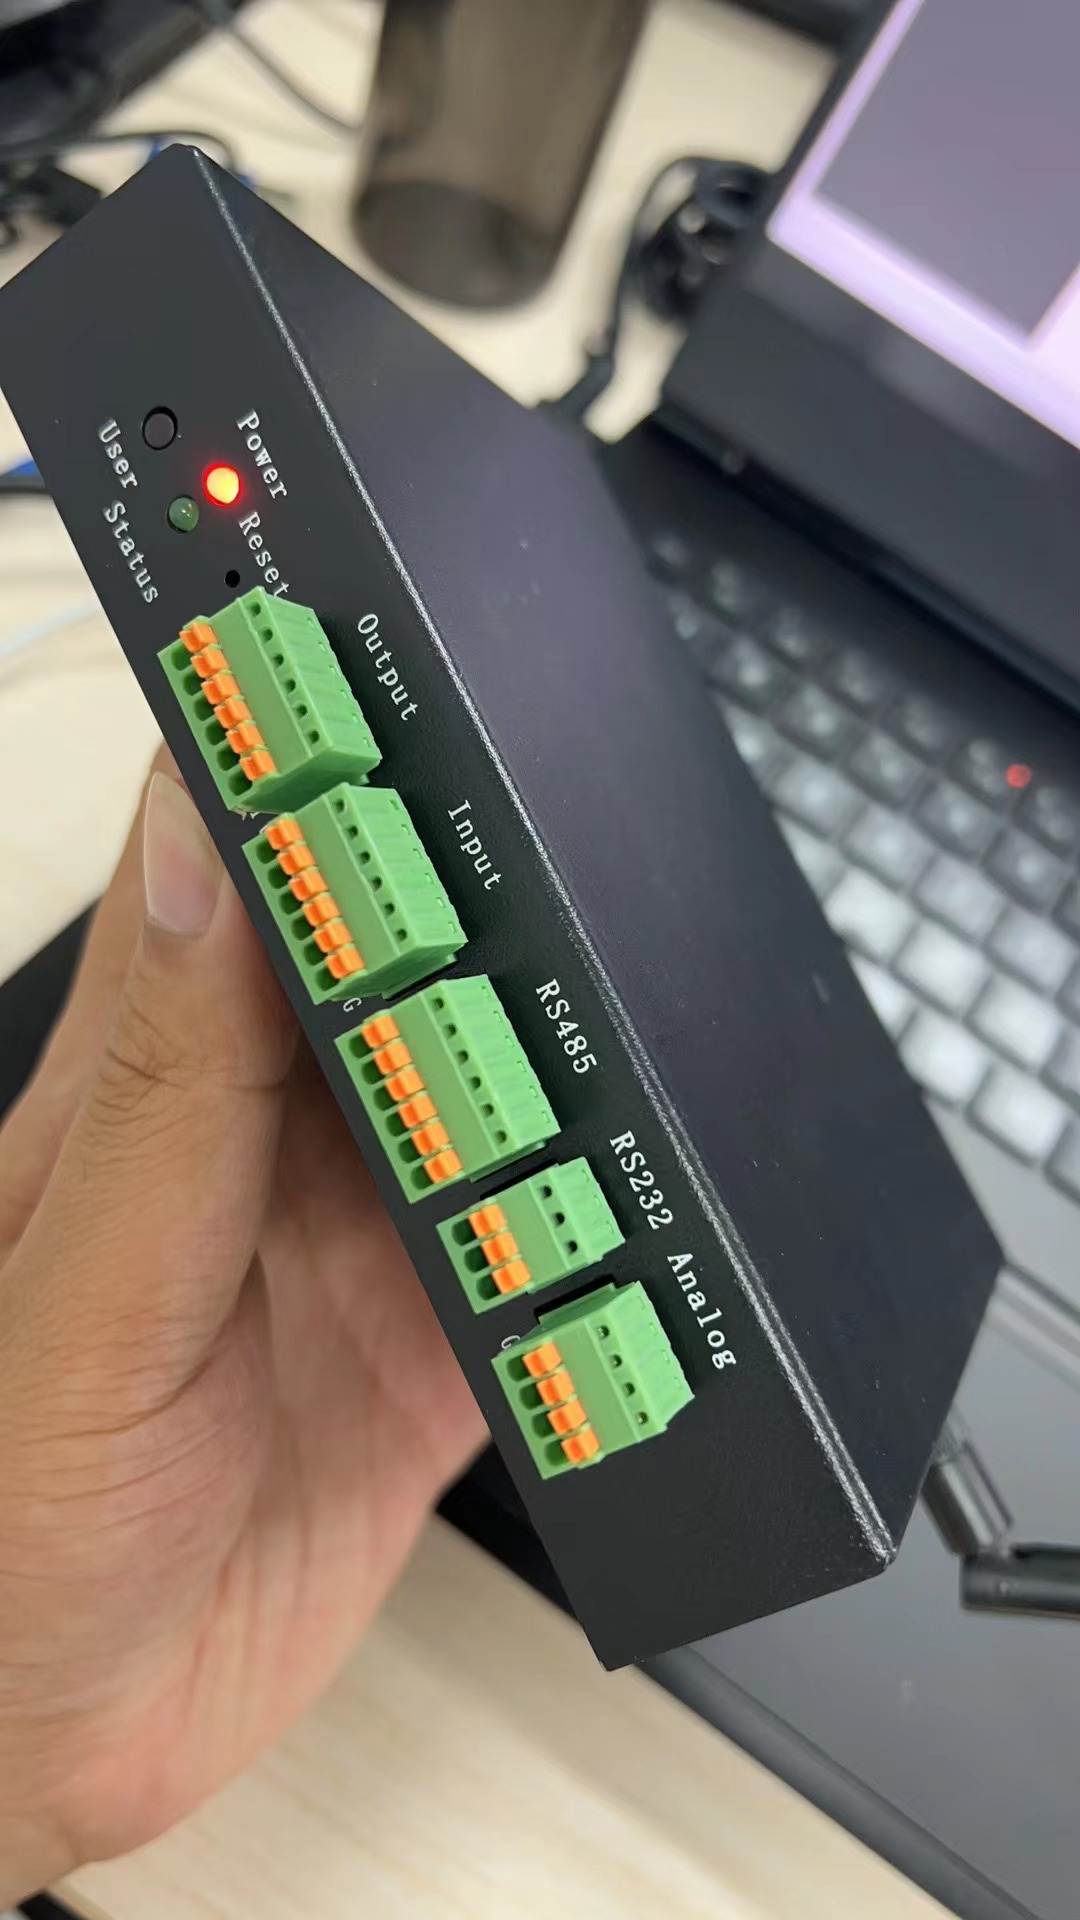 Power Reset
User Status
Output
Input
G
RS485
RS232
G
Analog